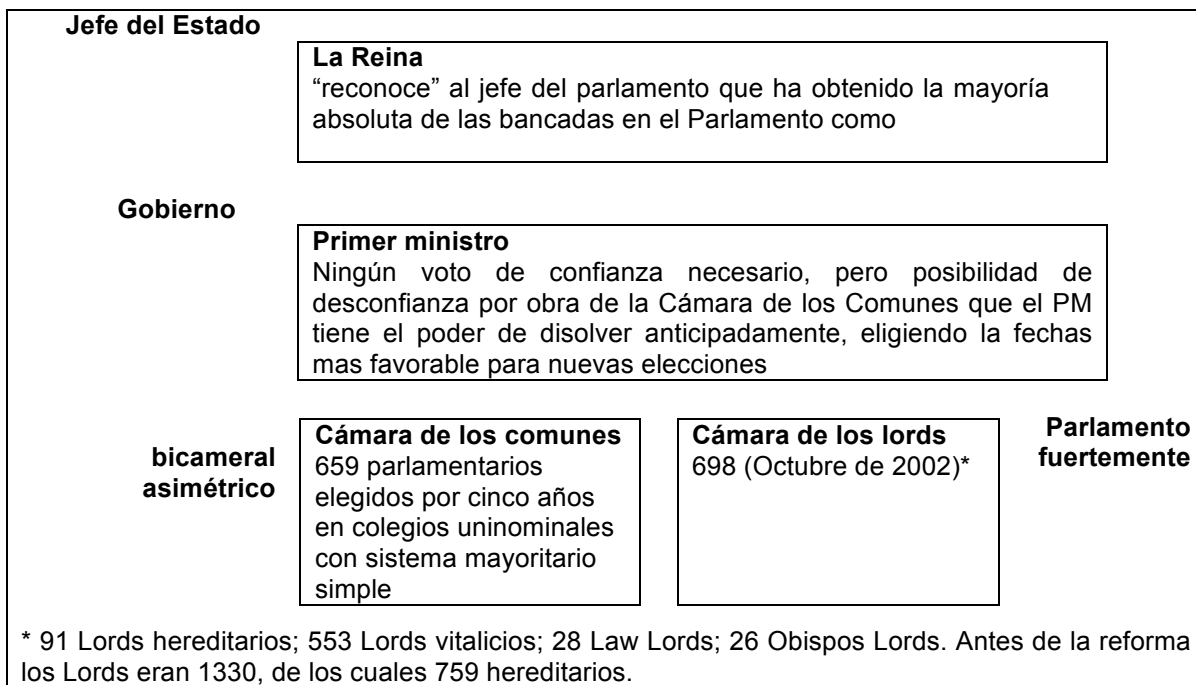 Jefe del Estado
La Reina
“reconoce” al jefe del parlamento que ha obtenido la mayoría
absoluta de las bancadas en el Parlamento como
Gobierno
Primer ministro
Ningún voto de confianza necesario, pero posibilidad de
desconfianza por obra de la Cámara de los Comunes que el PM
tiene el poder de disolver anticipadamente, eligiendo la fechas
mas favorable para nuevas elecciones
bicameral
asimétrico
Cámara de los comunes
659 parlamentarios
elegidos por cinco años
en colegios uninominales
con sistema mayoritario
simple
Cámara de los lords
698 (Octubre de 2002)*
Parlamento
fuertemente
* 91 Lords hereditarios; 553 Lords vitalicios; 28 Law Lords; 26 Obispos Lords. Antes de la reforma
los Lords eran 1330, de los cuales 759 hereditarios.